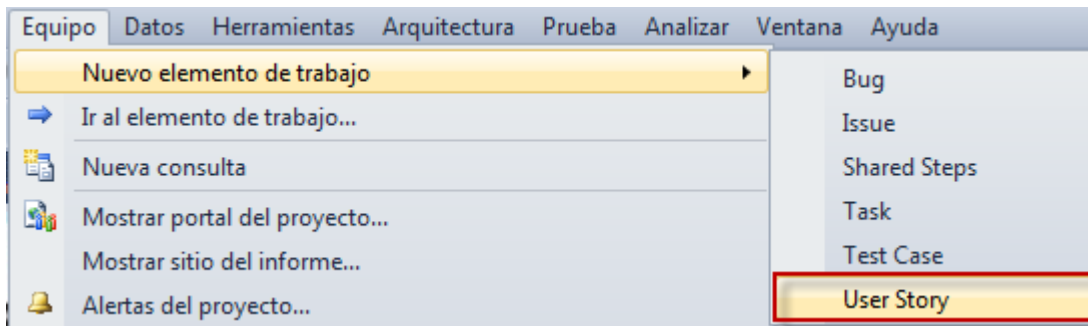 Equipo Datos Herramientas Arquitectura Prueba Analizar Ventana Ayuda
Nuevo elemento de trabajo
Ir al elemento de trabajo...
Nueva consulta
Mostrar portal del proyecto...
Mostrar sitio del informe...
Alertas del proyecto...
Bug
Issue
Shared Steps
Task
Test Case
User Story